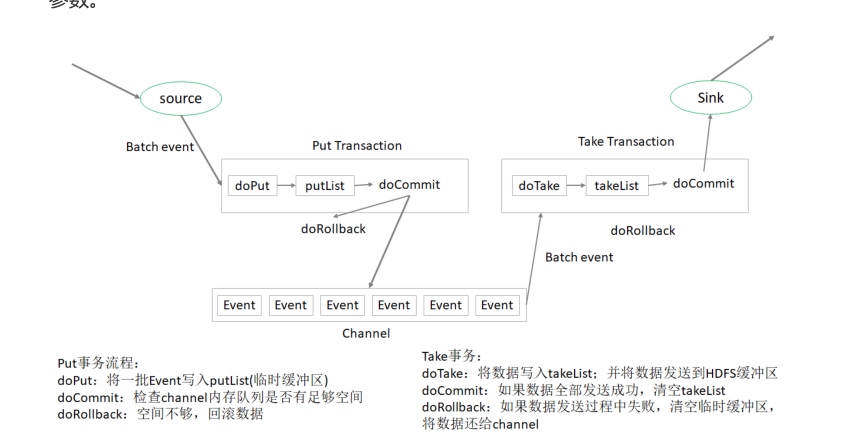 参数。
source
Sink
Batch event
Put Transaction
Take Transaction
doPut
putList
doCommit
doTake
takeList
doCommit
doRollback
doRollback
Batch event
Event
Event
Event
Event
Event
Event
Channel
Put事务流程：
doPut：将一批Event写入putList(临时缓冲区)
doCommit：检查channel内存队列是否有足够空间
doRollback：空间不够，回滚数据
Take事务：
doTake：将数据写入takeList；并将数据发送到HDFS缓冲区
doCommit：如果数据全部发送成功，清空takeList
doRollback：如果数据发送过程中失败，清空临时缓冲区，
将数据还给channel